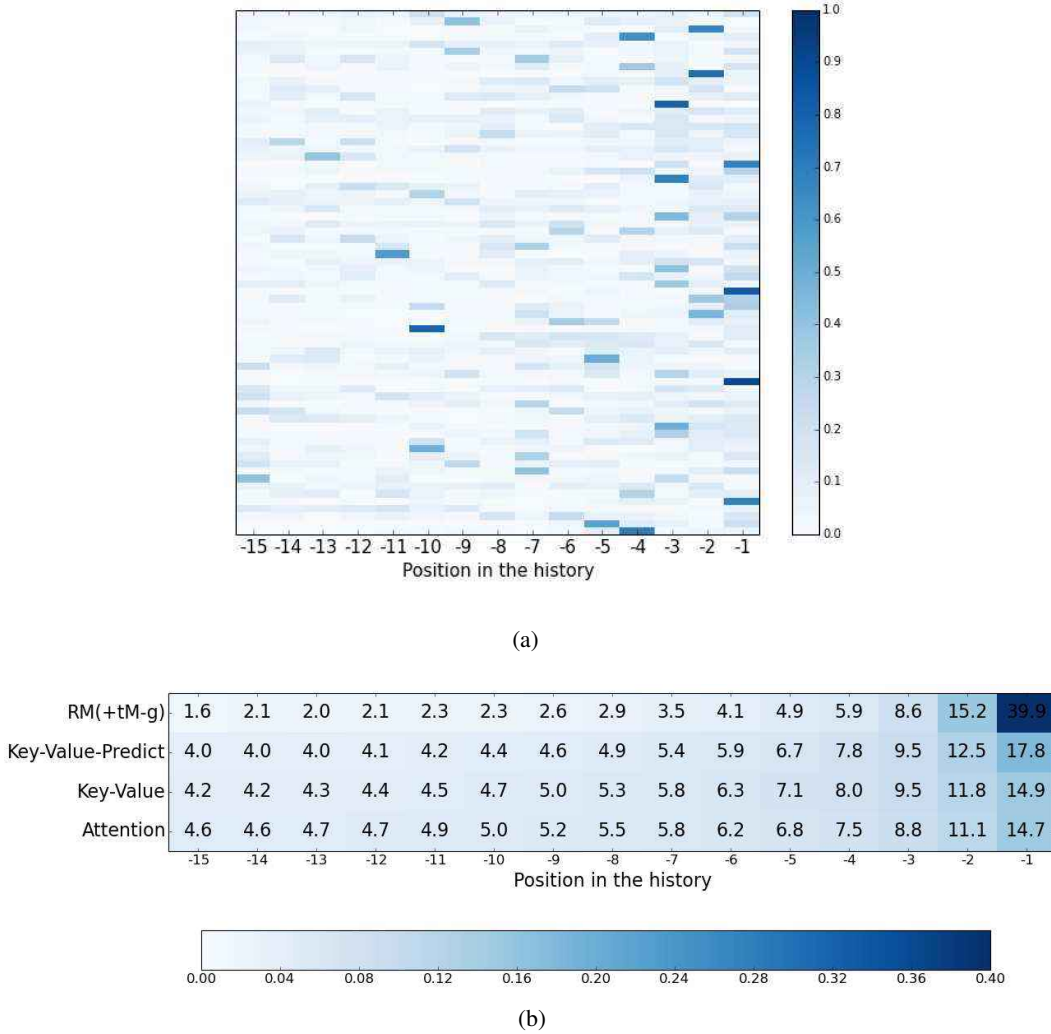 1.0
0.9
0.8
0.7
0.6
0.5
0.4
0.3
0.2
0.1
0.0
-15 -14 -13 -12 -11 -10 -9 -8 -7 -6 -5 -4 -3 -2 -1
Position in the history
(a)
RM(+tM-g) 1.6 2.1 2.0 2.1 2.3 2.3 2.6 2.9 3.5 4.1 4.9 5.9 8.6 15.2 39.9
Key-Value-Predict 4.0 4.0 4.0 4.1 4.2 4.4 4.6 4.9 5.4 5.9 6.7 7.8 9.5 12.5 17.8
Key-Value 4.2 4.2 4.3 4.4 4.5 4.7 5.0 5.3 5.8 6.3 7.1 8.0 9.5 11.8 14.9
Attention 4.6 4.6 4.7 4.7 4.9 5.0 5.2 5.5 5.8 6.2 6.8 7.5 8.8 11.1 14.7
-15 -14 -13 -12 -11 -10 -9 -8 -7 -6 -5 -4 -3 -2 -1
Position in the history
0.00 0.04 0.08 0.12 0.16 0.20 0.24 0.28 0.32 0.36 0.40
(b)